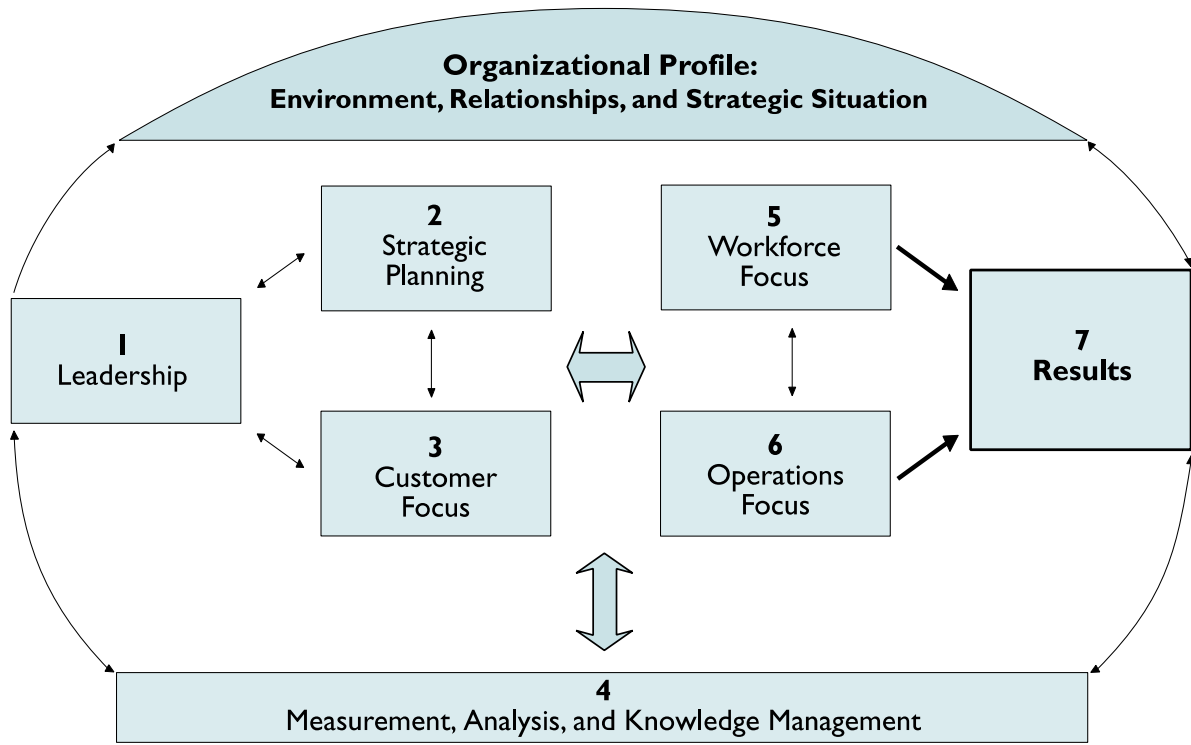 Organizational Profile:
Environment, Relationships, and Strategic Situation
2
Strategic
Planning
5
Workforce
Focus
1
Leadership
7
Results
3
Customer
Focus
6
Operations
Focus
4
Measurement, Analysis, and Knowledge Management